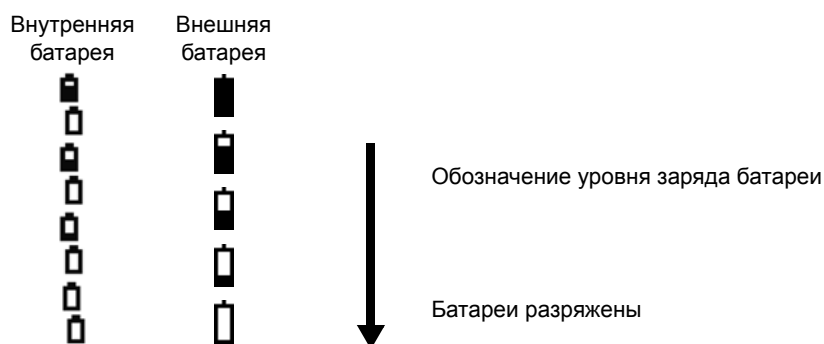 Внутренняя
батарея
Внешняя
батарея
Обозначение уровня заряда батареи
Батареи разряжены